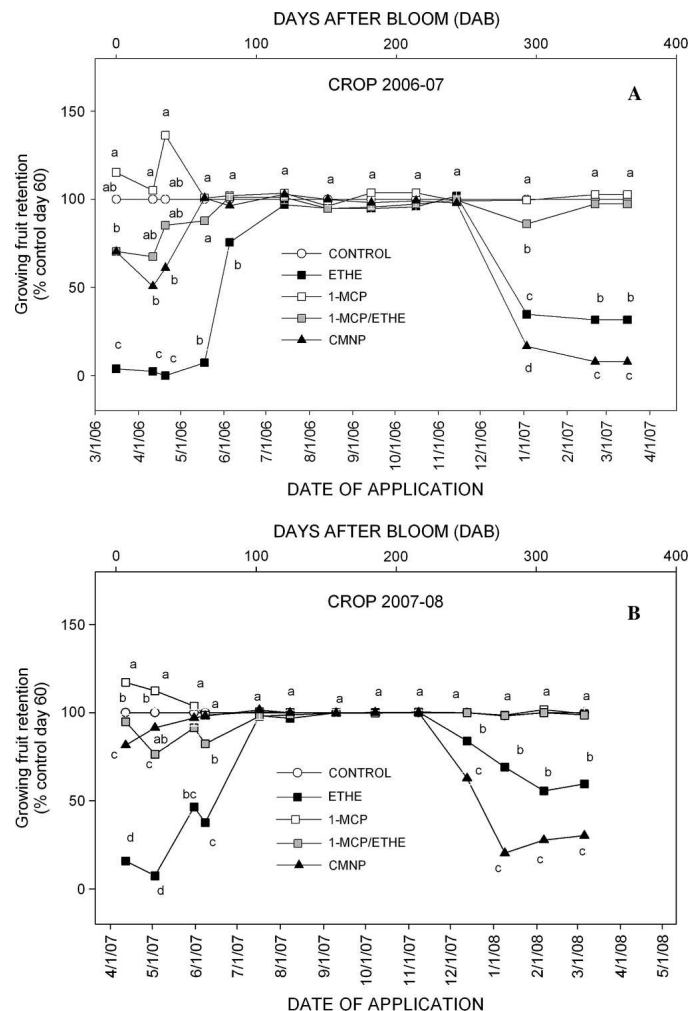 DAYS AFTER BLOOM (DAB)
0 100 200 300 400
CROP 2006-07
A
Growing fruit retention
(% control day 60)
150
100
50
0
a a a a a a a a a a a a a
ab ab ab
b ab
b b a b
c c c b
b
c b b
d c c
CONTROL
ETHE
1-MCP
1-MCP/ETHE
CMNP
3/1/06 4/1/06 5/1/06 6/1/06 7/1/06 8/1/06 9/1/06 10/1/06 11/1/06 12/1/06 1/1/07 2/1/07 3/1/07 4/1/07
DATE OF APPLICATION
DAYS AFTER BLOOM (DAB)
0 100 200 300 400
CROP 2007-08
B
Growing fruit retention
(% control day 60)
150
100
50
0
a a a a a a a a a a a a a
b b
c c ab b
d d bc c
b b b b
c c c c
CONTROL
ETHE
1-MCP
1-MCP/ETHE
CMNP
4/1/07 5/1/07 6/1/07 7/1/07 8/1/07 9/1/07 10/1/07 11/1/07 12/1/07 1/1/08 2/1/08 3/1/08 4/1/08 5/1/08
DATE OF APPLICATION